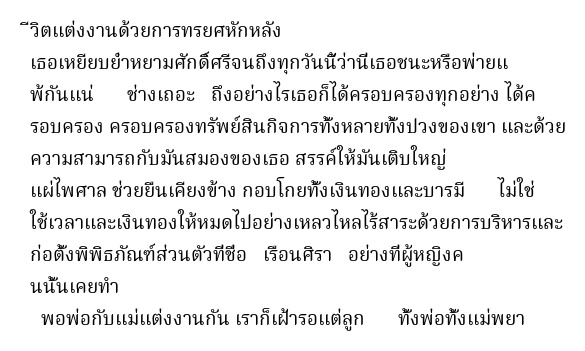 ีวิตแต่งงานด้วยการทรยศหักหลัง
เธอเหยียบย่ำหยามศักดิ์ศรีจนถึงทุกวันนี้ว่านี่เธอชนะหรือพ่ายแ
พ้กันแน่ ช่างเถอะ ถึงอย่างไรเธอก็ได้ครอบครองทุกอย่าง ได้ค
รอบครอง ครอบครองทรัพย์สินกิจการทั้งหลายทั้งปวงของเขา และด้วย
ความสามารถกับมันสมองของเธอ สรรค์ให้มันเติบใหญ่
แผ่ไพศาล ช่วยยืนเคียงข้าง กอบโกยทั้งเงินทองและบารมี ไม่ใช่
ใช้เวลาและเงินทองให้หมดไปอย่างเหลวไหลไร้สาระด้วยการบริหารและ
ก่อตั้งพิพิธภัณฑ์ส่วนตัวที่ชื่อ เรือนศิรา อย่างที่ผู้หญิงค
นนั้นเคยทำ
พอพ่อกับแม่แต่งงานกัน เราก็เฝ้ารอแต่ลูก ทั้งพ่อทั้งแม่พยา